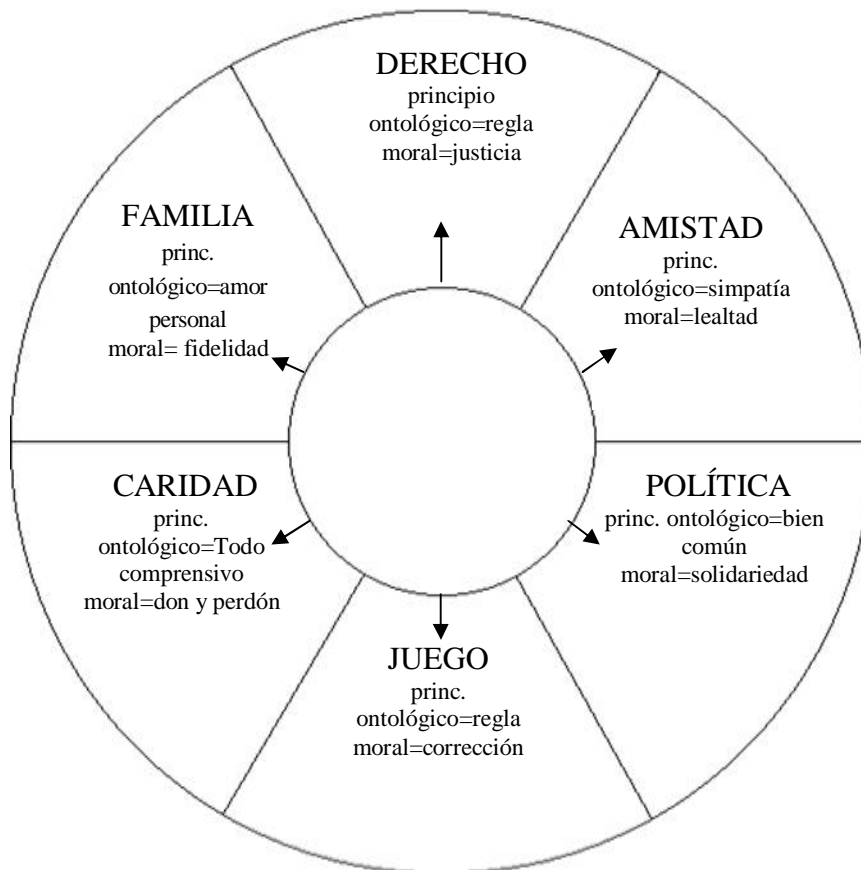 DERECHO
principio
ontológico=regla
moral=justicia
FAMILIA
princ.
ontológico=amor
personal
moral= fidelidad
AMISTAD
princ.
ontológico=simpatía
moral=lealtad
CARIDAD
princ.
ontológico=Todo
comprensivo
moral=don y perdón
POLÍTICA
princ. ontológico=bien
común
moral=solidariedad
JUEGO
princ.
ontológico=regla
moral=corrección